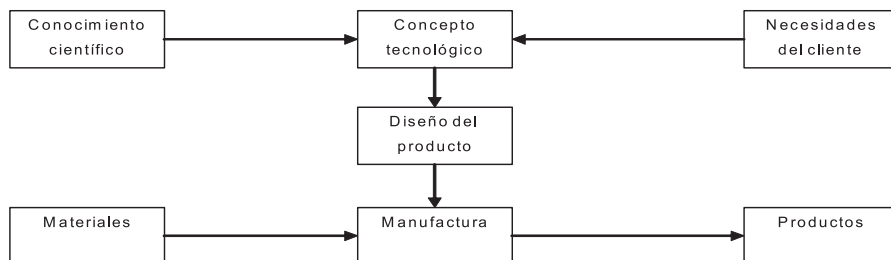 Conocimiento
científico
Concepto
tecnológico
Necesidades
del cliente
Diseño del
producto
Materiales
Manufactura
Productos